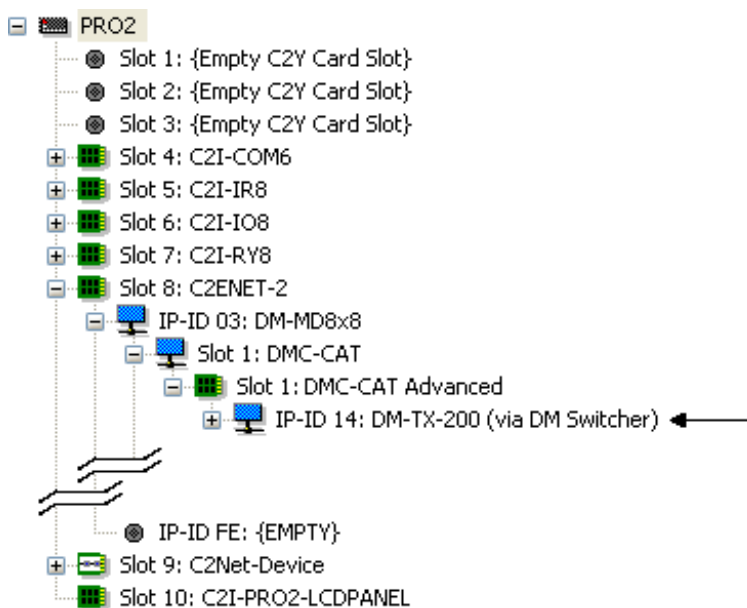 PRO2
Slot 1: {Empty C2Y Card Slot}
Slot 2: {Empty C2Y Card Slot}
Slot 3: {Empty C2Y Card Slot}
Slot 4: C2I-COM6
Slot 5: C2I-IR8
Slot 6: C2I-IO8
Slot 7: C2I-RY8
Slot 8: C2ENET-2
IP-ID 03: DM-MD8x8
Slot 1: DMC-CAT
Slot 1: DMC-CAT Advanced
IP-ID 14: DM-TX-200 (via DM Switcher)
IP-ID FE: {EMPTY}
Slot 9: C2Net-Device
Slot 10: C2I-PRO2-LCDPANEL